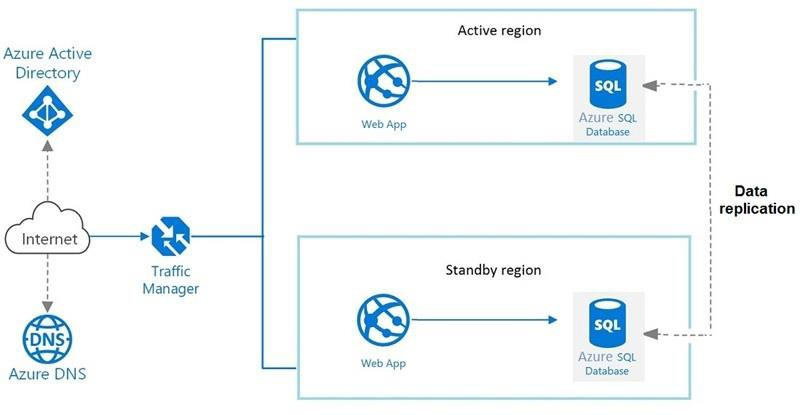 Azure Active
Directory
Internet
DNS
Azure DNS
Traffic
Manager
Active region
Web App
SQL
Azure SQL
Database
Data
replication
Standby region
Web App
SQL
Azure SQL
Database